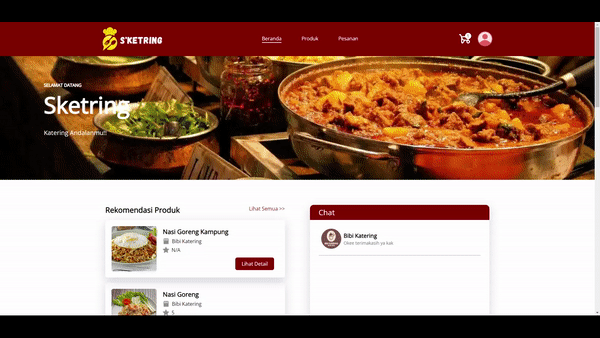 S'KETRING
Beranda
Produk
Pesanan
0
SELAMAT DATANG
Sketring
Katering Andalanmu!!
Rekomendasi Produk
Lihat Semua >>
Nasi Goreng Kampung
Bibi Katering
N/A
Lihat Detail
Nasi Goreng
Bibi Katering
5
Chat
Bibi Katering
Okee terimakasih ya kak